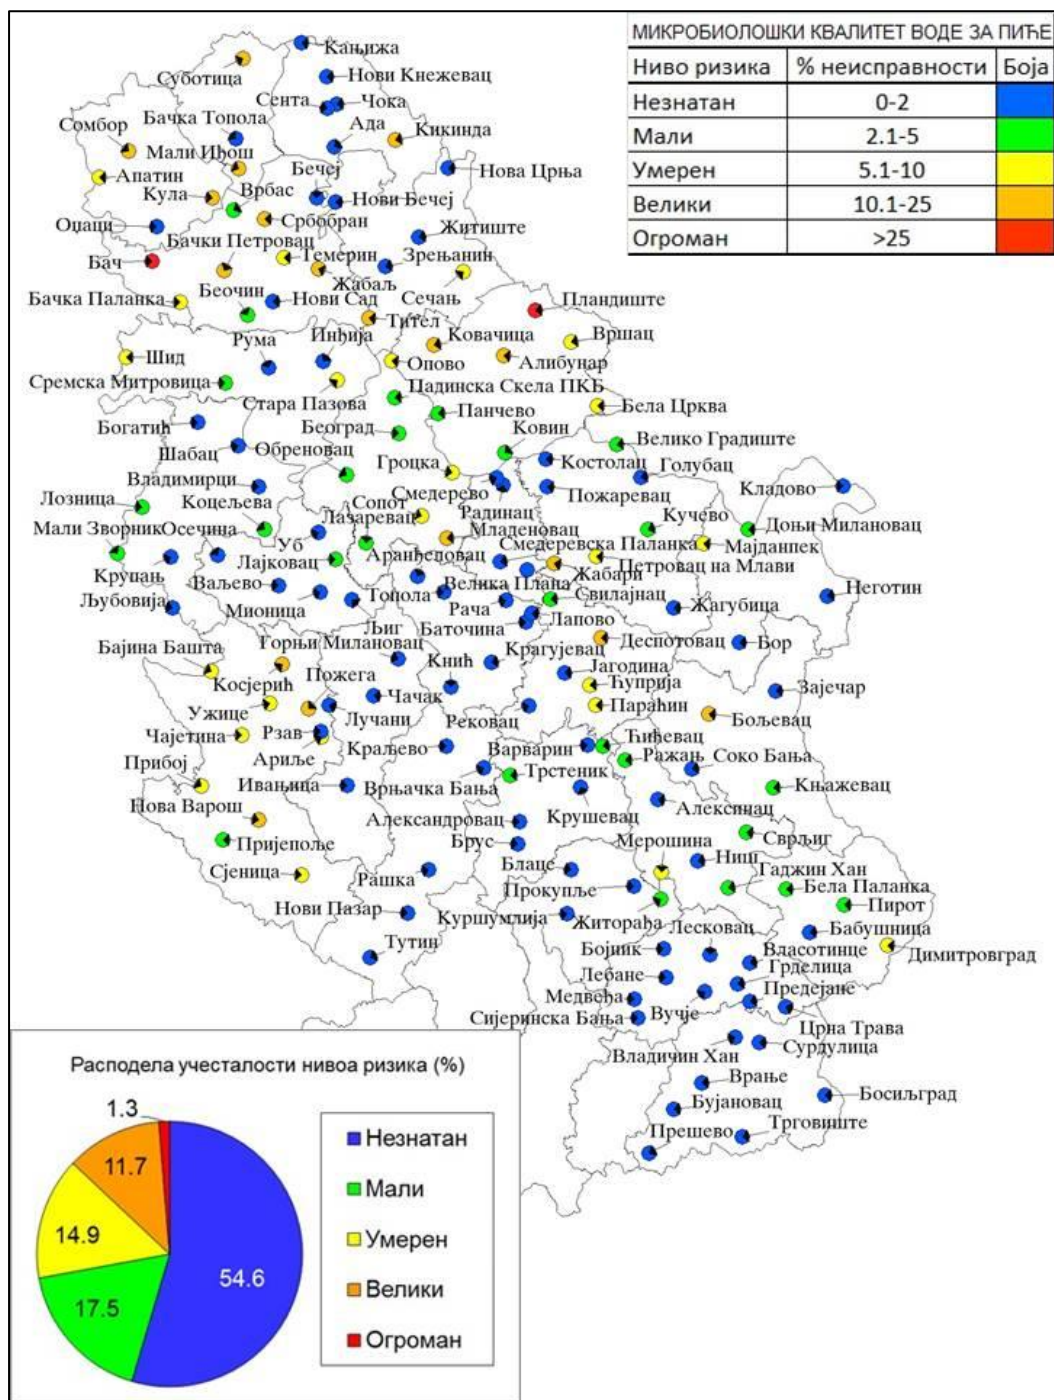 МИКРОБИОЛОШКИ КВАЛИТЕТ ВОДЕ ЗА ПИЋЕ
Ниво ризика % неисправности Боја
Незнатан 0-2
Мали 2.1-5
Умерен 5.1-10
Велики 10.1-25
Огроман >25
Кањижа
Суботица
Нови Кнежевац
Сента
Чока
Бачка Топола
Ада
Кикинда
Сомбор
Мали Иђош
Бечеј
Нова Црња
Апатин
Кула
Врбас
Нови Бечеј
Србобран
Оџаци
Житиште
Бачки Петровац
Темерин
Зрењанин
Бач
Жабаљ
Беочин
Бачка Паланка
Нови Сад
Сечањ
Пландиште
Тител
Ковачица
Вршац
Рума
Инђија
Шид
Опово
Алибунар
Сремска Митровица
Падинска Скела ПКБ
Стара Пазова
Панчево
Бела Црква
Богатић
Београд
Ковин
Велико Градиште
Шабац
Обреновац
Гроцка
Костолац
Голубац
Владимирци
Смедерево
Пожаревац
Кладово
Лозница
Коцељева
Сопот
Радинац
Лазаревац
Младеновац
Кучево
Доњи Милановац
Мали Зворник
Осечина
Уб
Аранђеловац
Смедеревска Паланка
Мајданпек
Лајковац
Петровац на Млави
Крупањ
Ваљево
Велика Плана
Жабари
Неготин
Љубовија
Мионица
Топола
Рача
Свилајнац
Жагубица
Љиг
Баточина
Лапово
Бајина Башта
Горњи Милановац
Крагујевац
Деспотовац
Бор
Косјерић
Пожега
Кнић
Јагодина
Ћуприја
Зајечар
Ужице
Чачак
Лучани
Рековац
Параћин
Бољевац
Чајетина
Рзав
Ариље
Краљево
Варварин
Ћићевац
Ражањ
Соко Бања
Прибој
Ивањица
Врњачка Бања
Трстеник
Књажевац
Нова Варош
Крушевац
Алексинац
Александровац
Пријепоље
Брус
Мерошина
Сврљиг
Сјеница
Рашка
Блаце
Ниш
Гаџин Хан
Прокупље
Бела Паланка
Нови Пазар
Куршумлија
Житорађа
Пирот
Лесковац
Бабушница
Тутин
Бојник
Власотинце
Димитровград
Лебане
Грделица
Предејане
Медвеђа
Сијеринска Бања
Вучје
Црна Трава
Владичин Хан
Сурдулица
Врање
Босиљград
Бујановац
Прешево
Трговиште
Расподела учесталости нивоа ризика (%)
1.3
11.7
14.9
17.5
54.6
Незнатан
Мали
Умерен
Велики
Огроман